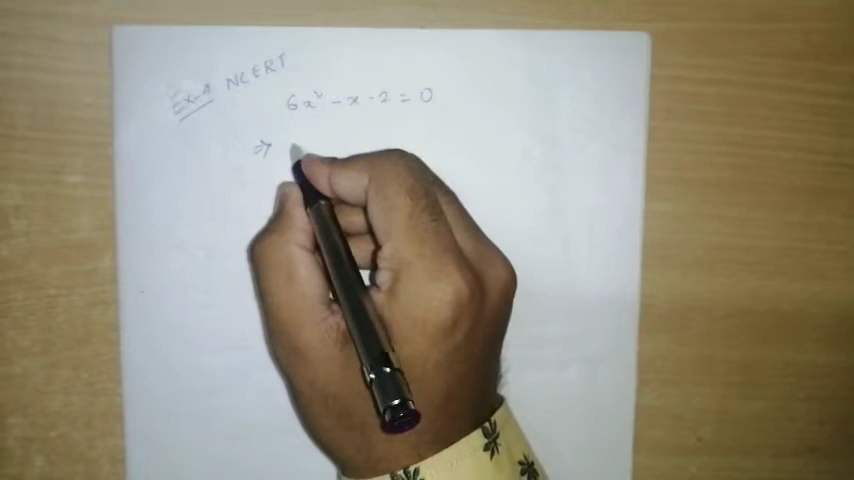 Ex-4 NCERT
6x² - x - 2 = 0
⇒